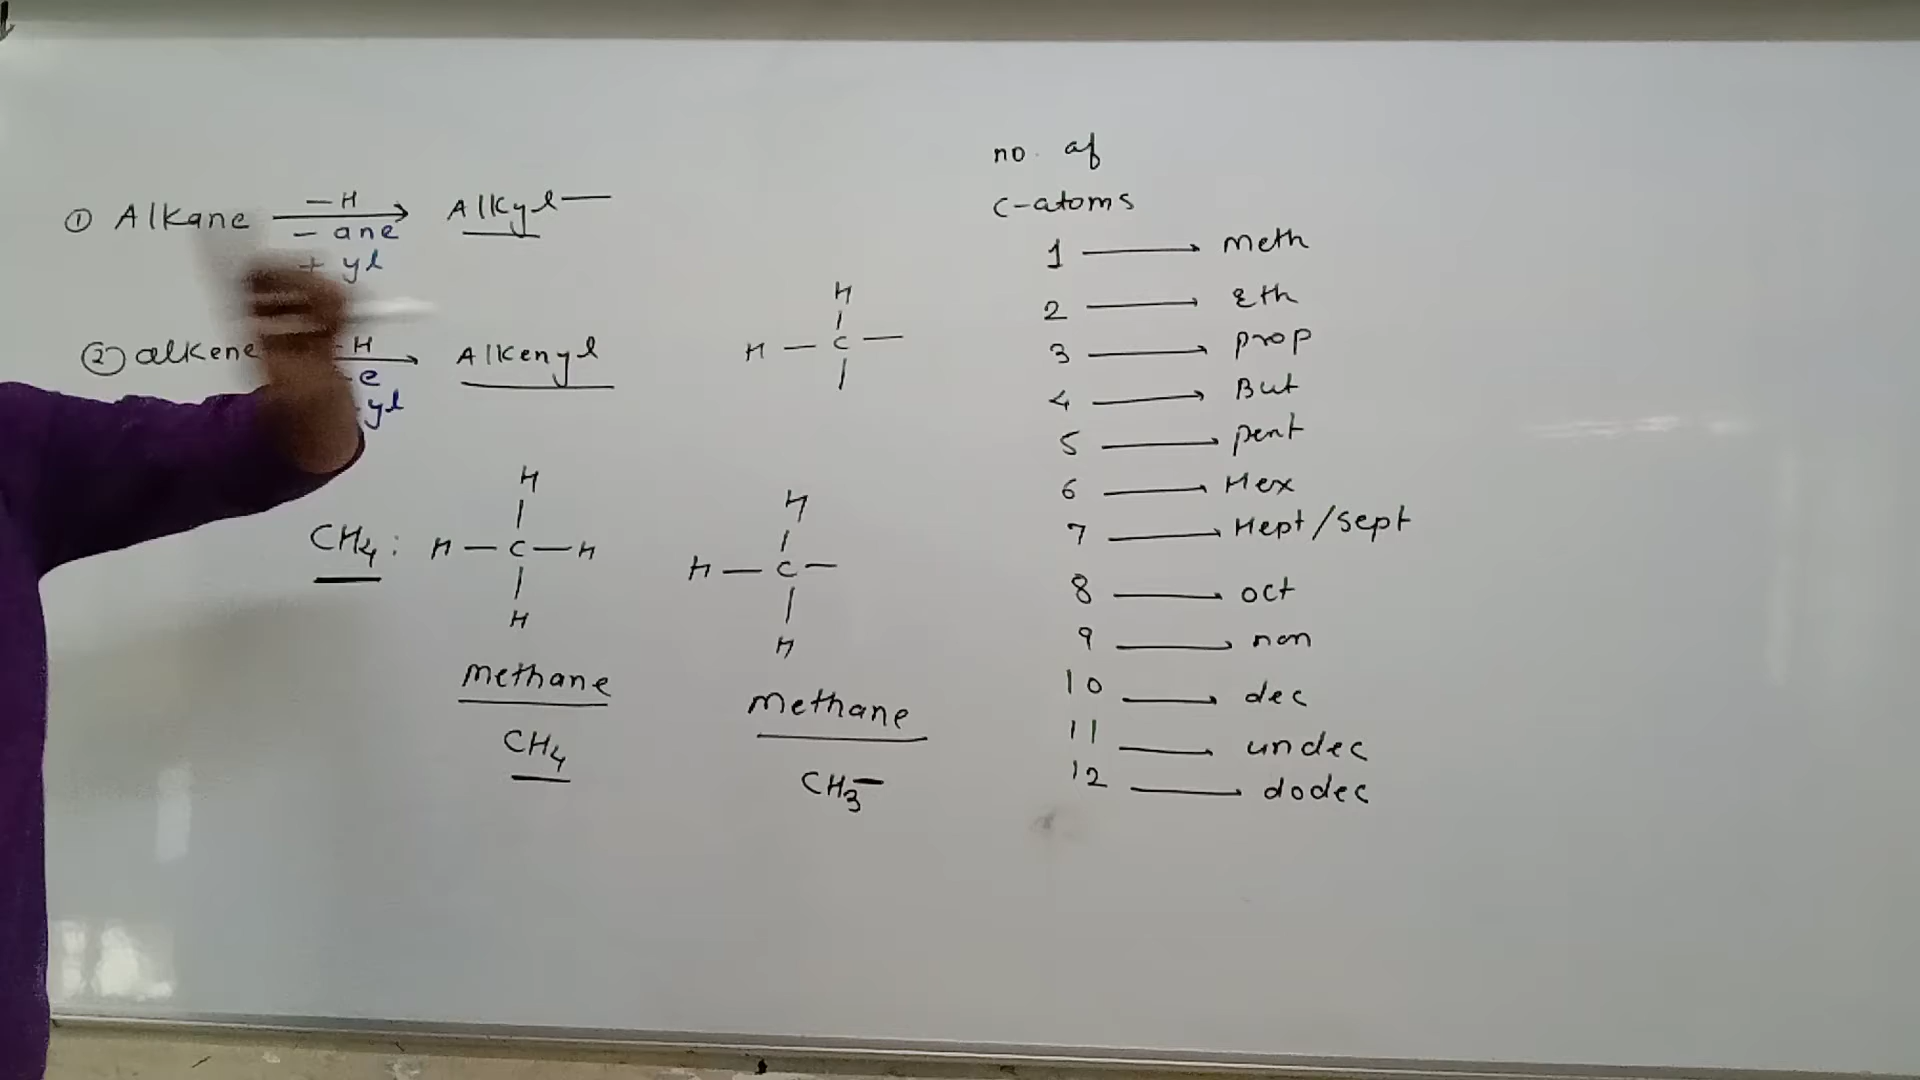 ① Alkane —H→ Alkyl—
— ane
+ yl
② alkene —H→ Alkenyl
-e
yl
H
|
H — C —
|
CH4 :
H
|
H — C — H
|
H
methane
CH4
H
|
H — C —
|
H
methane
CH3—
no. of
C-atoms
1 → meth
2 → Eth
3 → prop
4 → But
5 → pent
6 → Hex
7 → Hept/sept
8 → oct
9 → non
10 → dec
11 → undec
12 → dodec